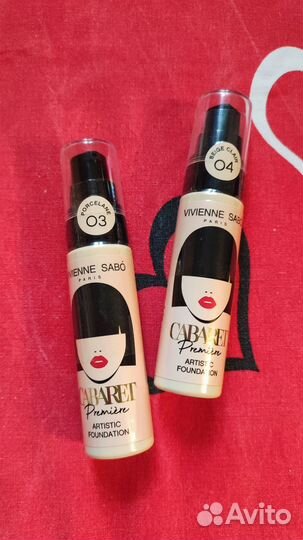 PORCELAINE
03
VIVIENNE SABÓ
PARIS
CABARET
Première
ARTISTIC
FOUNDATION
BEIGE CLAIR
04
VIVIENNE SABÓ
PARIS
CABARET
Première
ARTISTIC
FOUNDATION
Avito